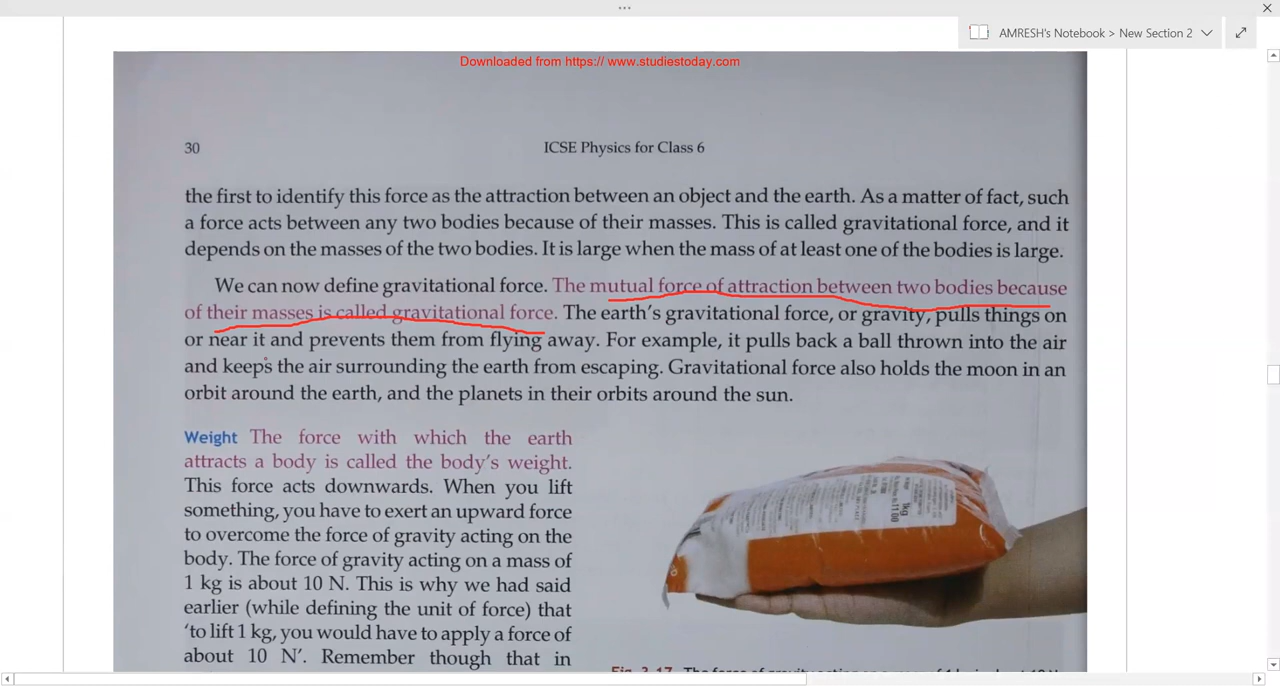 AMRESH's Notebook > New Section 2
Downloaded from https:// www.studiestoday.com
30
ICSE Physics for Class 6
the first to identify this force as the attraction between an object and the earth. As a matter of fact, such
a force acts between any two bodies because of their masses. This is called gravitational force, and it
depends on the masses of the two bodies. It is large when the mass of at least one of the bodies is large.
We can now define gravitational force. The mutual force of attraction between two bodies because
of their masses is called gravitational force. The earth's gravitational force, or gravity, pulls things on
or near it and prevents them from flying away. For example, it pulls back a ball thrown into the air
and keeps the air surrounding the earth from escaping. Gravitational force also holds the moon in an
orbit around the earth, and the planets in their orbits around the sun.
Weight The force with which the earth
attracts a body is called the body's weight.
This force acts downwards. When you lift
something, you have to exert an upward force
to overcome the force of gravity acting on the
body. The force of gravity acting on a mass of
1 kg is about 10 N. This is why we had said
earlier (while defining the unit of force) that
'to lift 1 kg, you would have to apply a force of
about 10 N'. Remember though that in
1kg